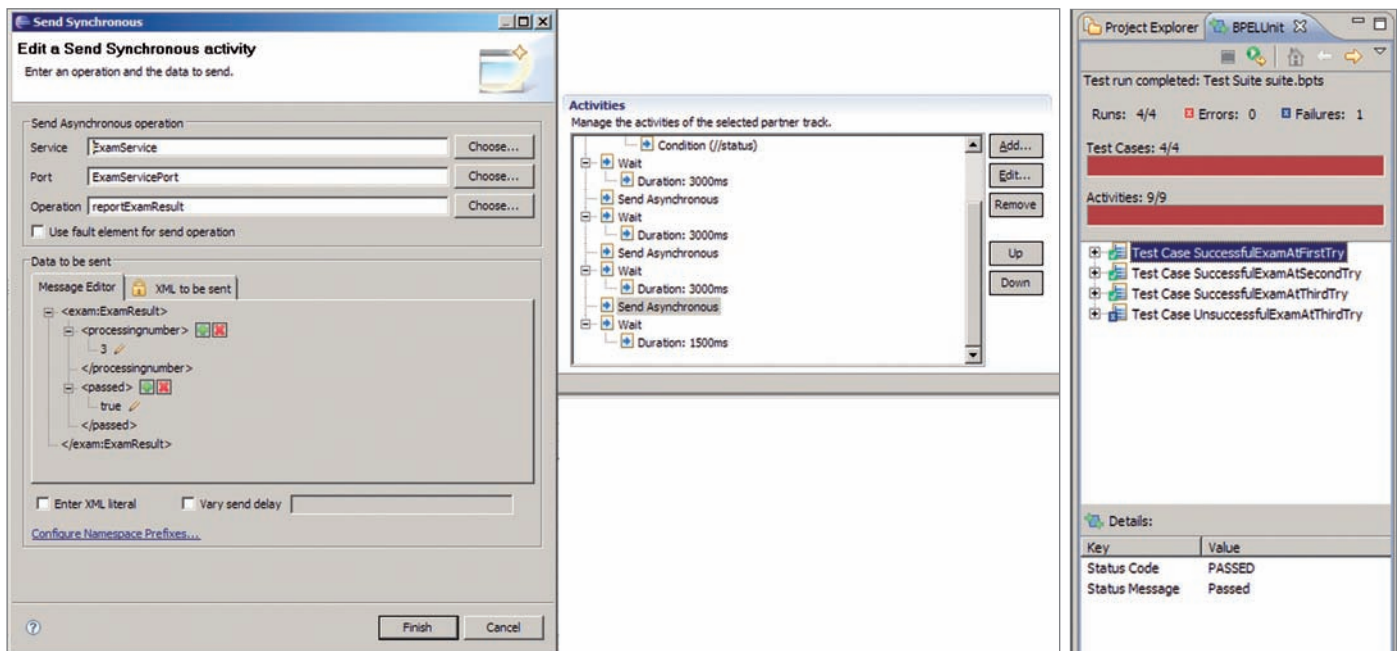 Send Synchronous
Edit a Send Synchronous activity
Enter an operation and the data to send.
Send Asynchronous operation
Service ExamService Choose...
Port ExamServicePort Choose...
Operation reportExamResult Choose...
Use fault element for send operation
Data to be sent
Message Editor XML to be sent
<exam:ExamResult>
<processingnumber>
3
</processingnumber>
<passed>
true
</passed>
</exam:ExamResult>
Enter XML literal Vary send delay
Configure Namespace Prefixes...
? Finish Cancel
Activities
Manage the activities of the selected partner track.
Condition (//status)
Wait
Duration: 3000ms
Send Asynchronous
Wait
Duration: 3000ms
Send Asynchronous
Wait
Duration: 3000ms
Send Asynchronous
Wait
Duration: 1500ms
Add...
Edit...
Remove
Up
Down
Project Explorer BPELUnit
Test run completed: Test Suite suite.bpts
Runs: 4/4 Errors: 0 Failures: 1
Test Cases: 4/4
Activities: 9/9
Test Case SuccessfulExamAtFirstTry
Test Case SuccessfulExamAtSecondTry
Test Case SuccessfulExamAtThirdTry
Test Case UnsuccessfulExamAtThirdTry
Details:
Key Value
Status Code PASSED
Status Message Passed